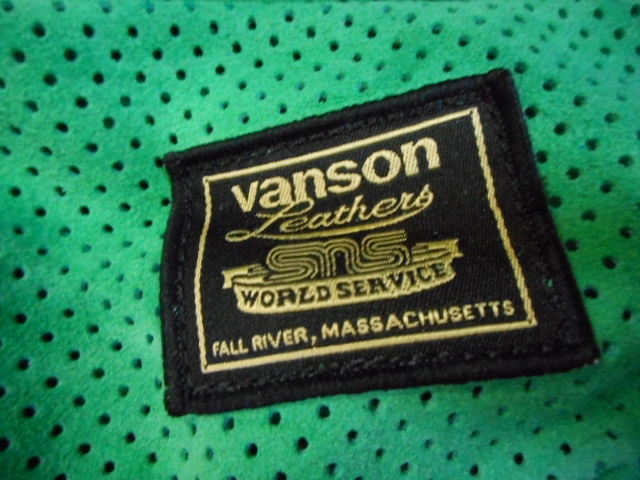 vanson
Leathers
sns
WORLD SERVICE
FALL RIVER, MASSACHUSETTS